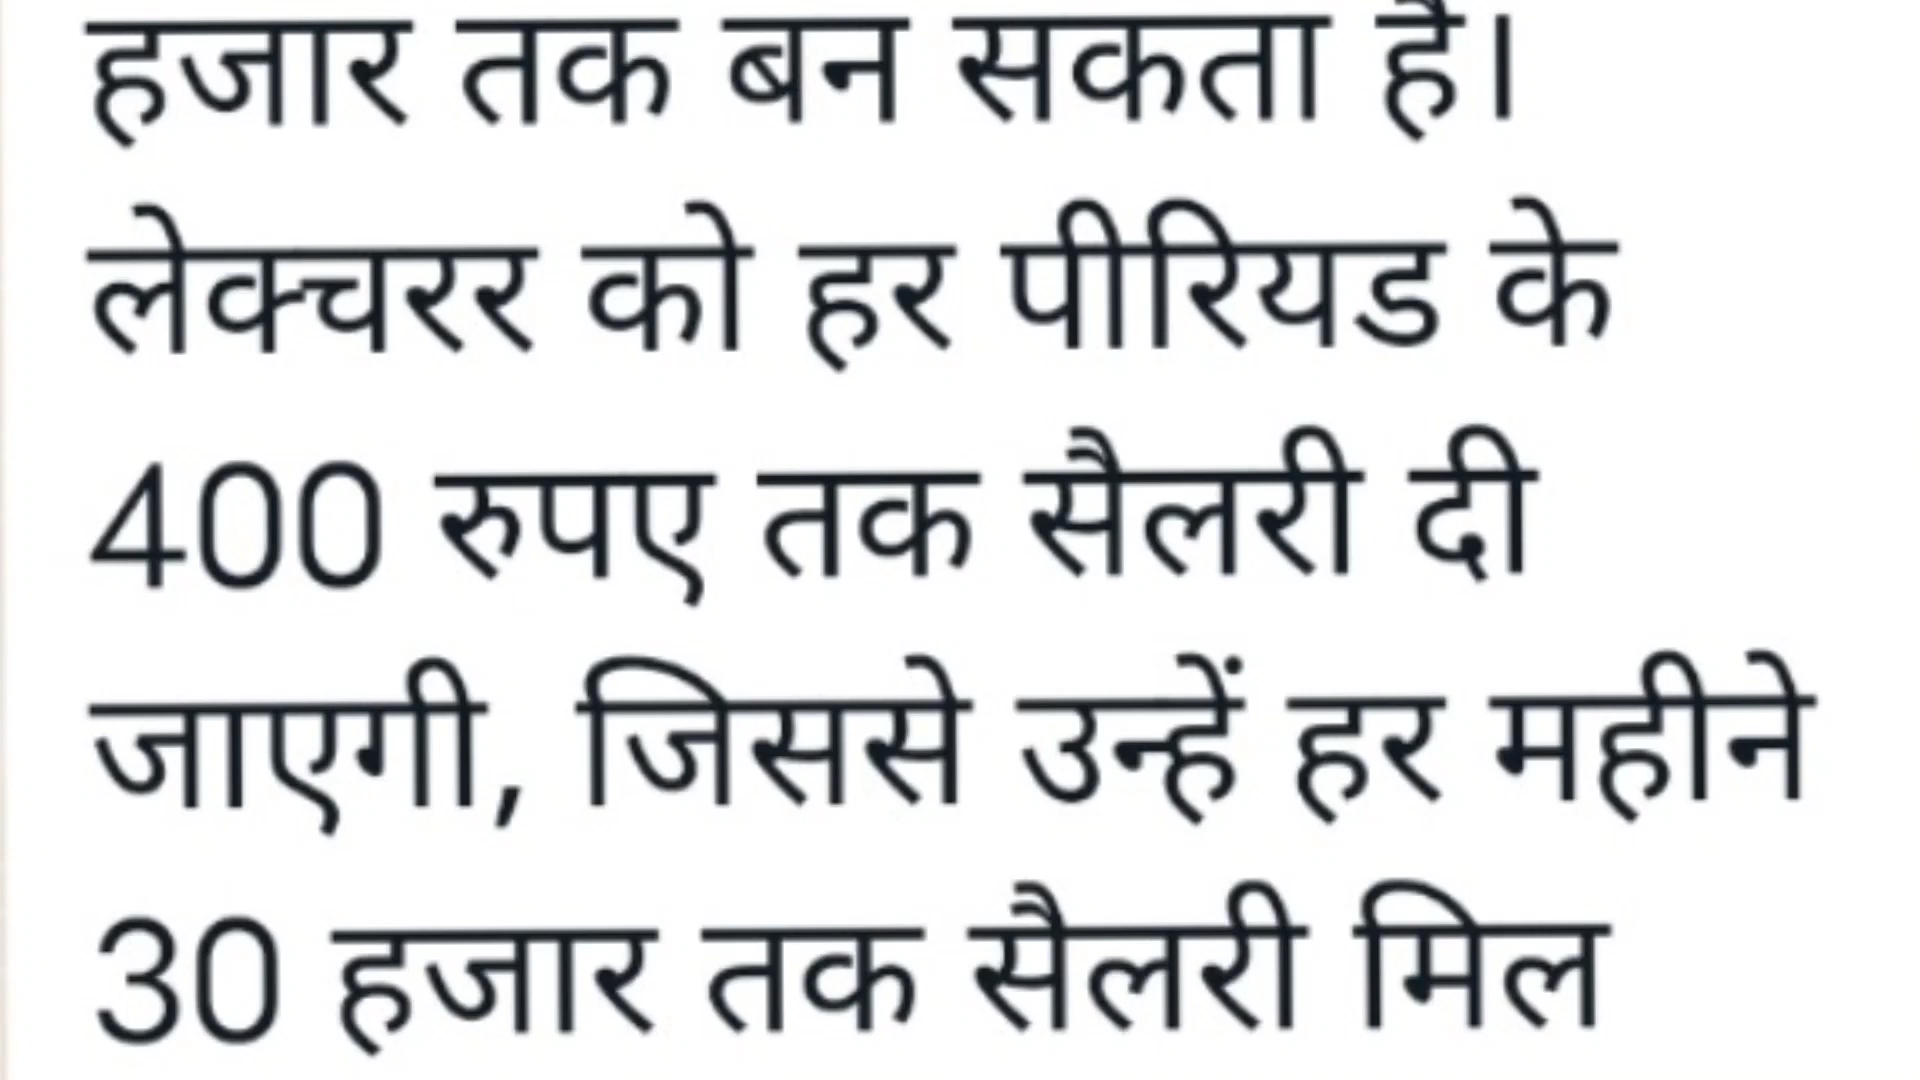 हजार तक बन सकता है।
लेक्चरर को हर पीरियड के
400 रुपए तक सैलरी दी
जाएगी, जिससे उन्हें हर महीने
30 हजार तक सैलरी मिल